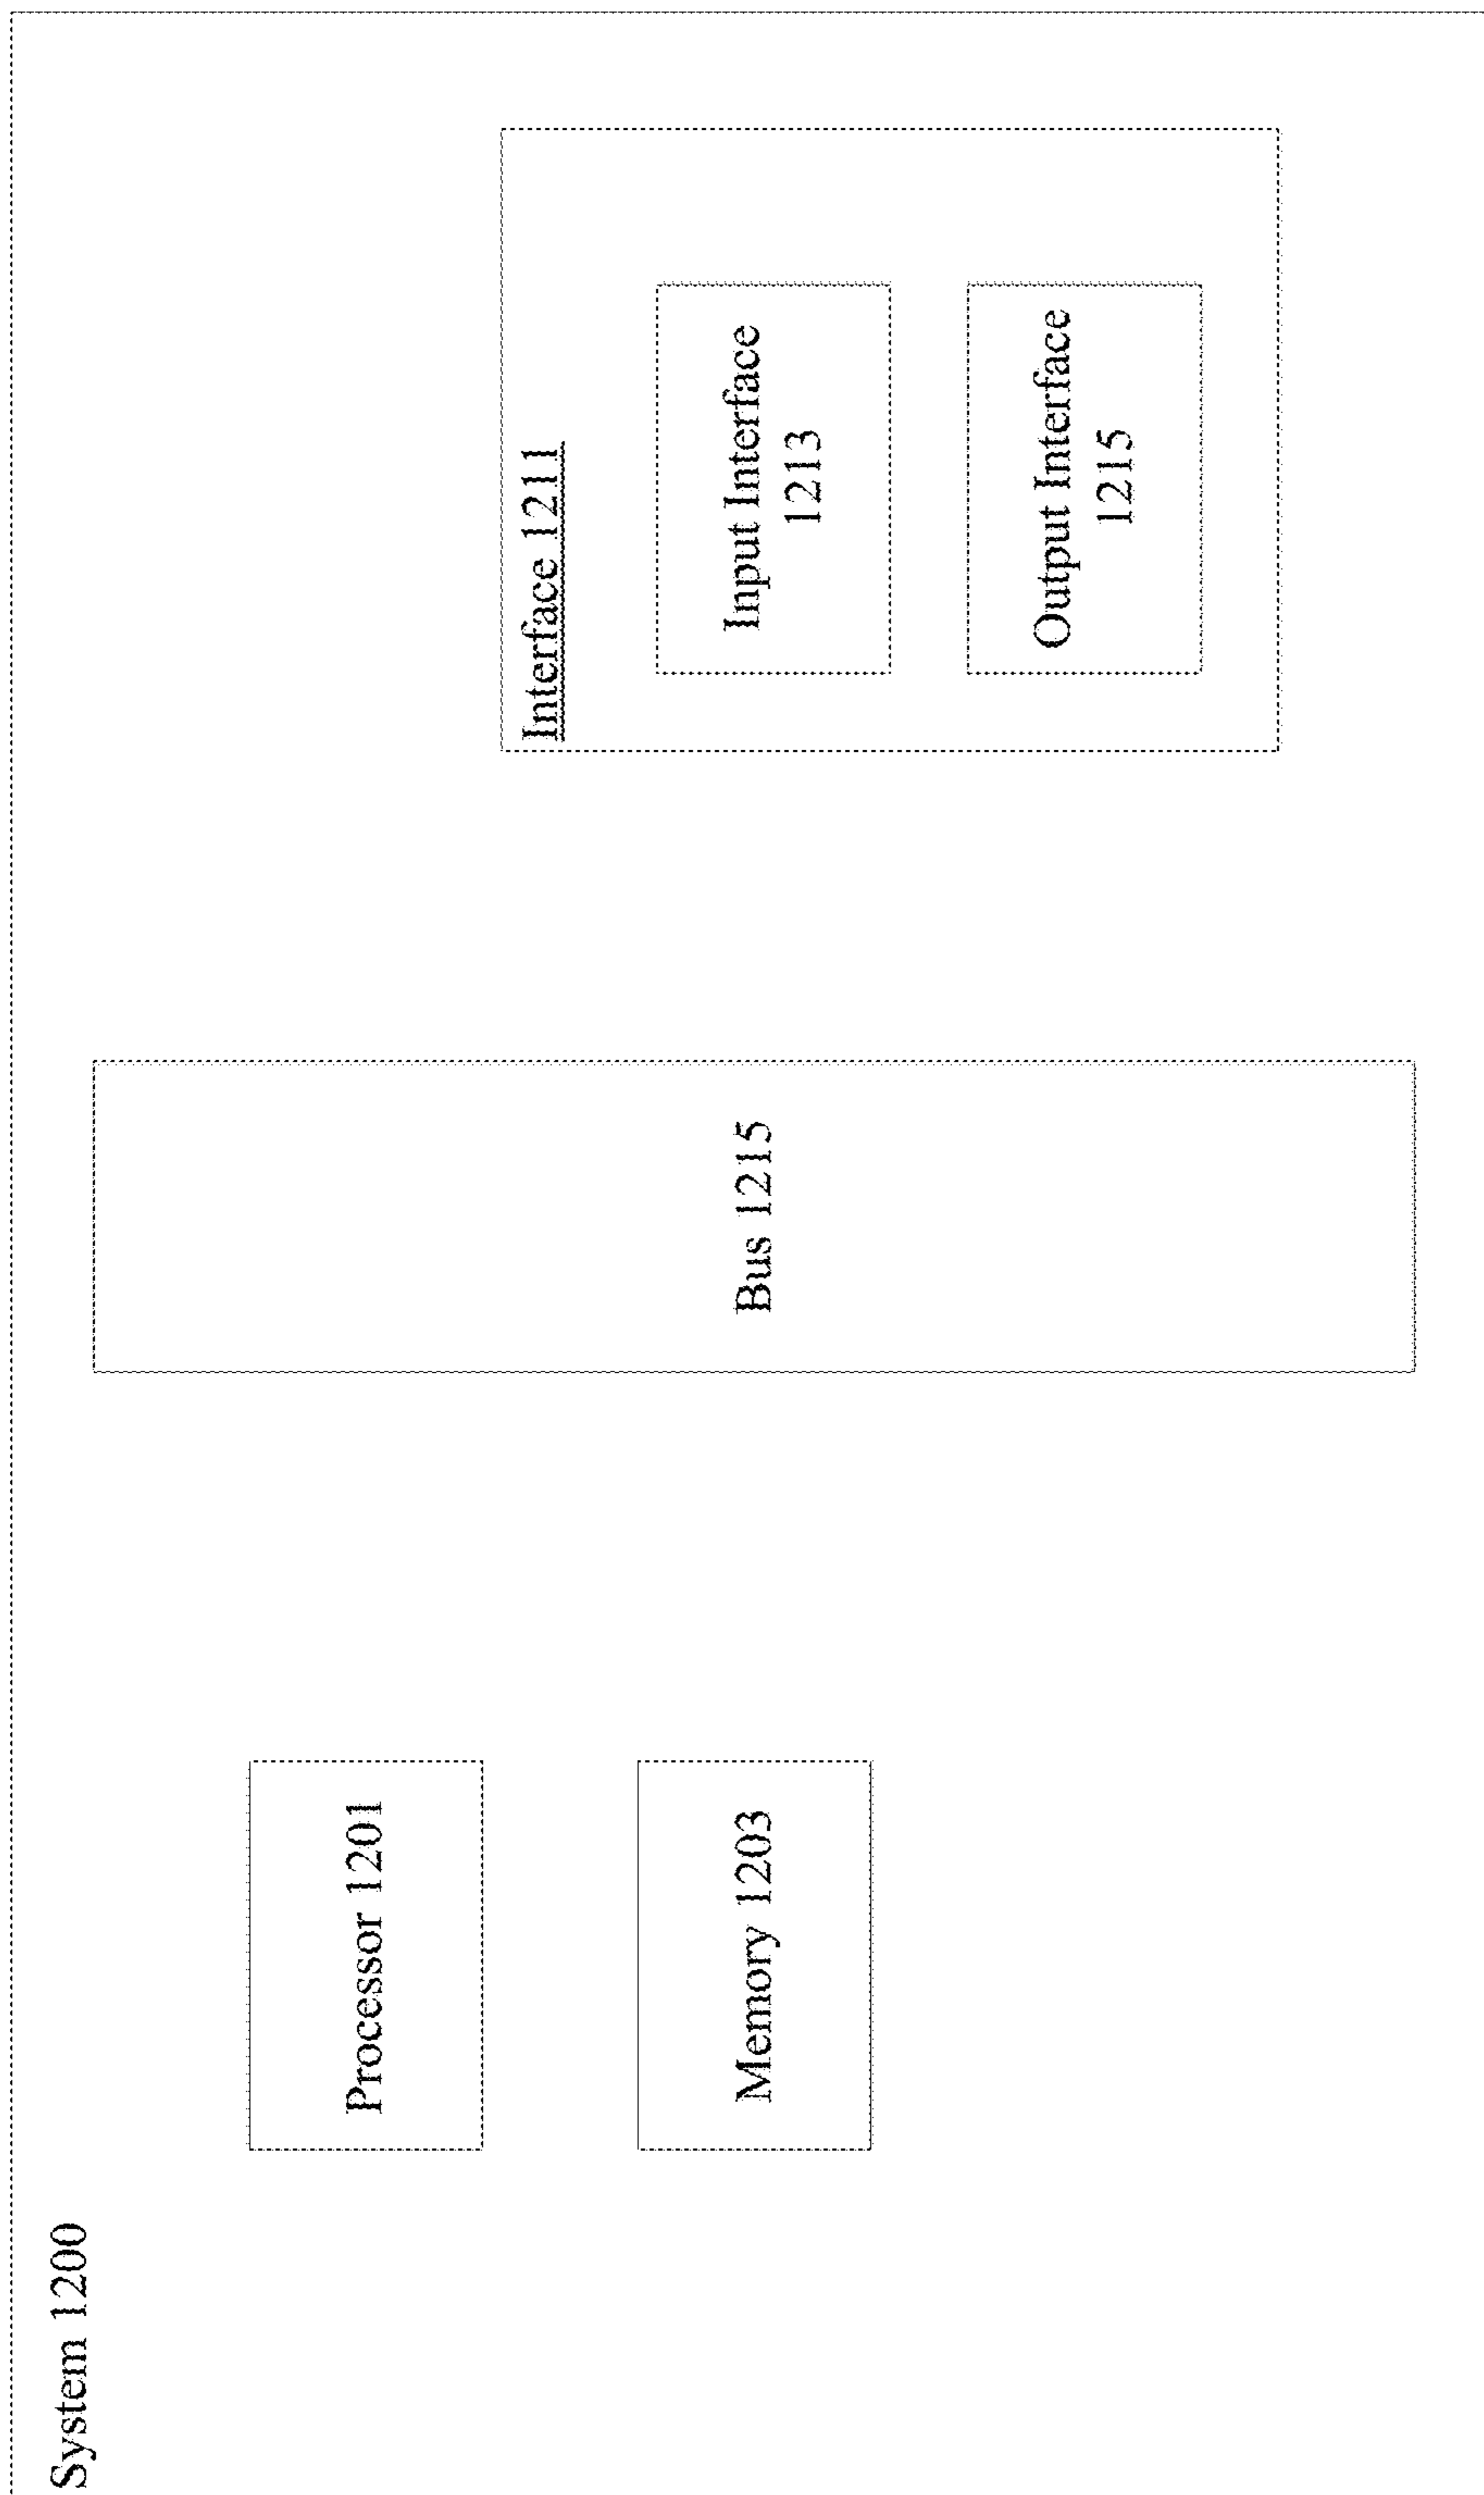 System 1200
Processor 1201
Memory 1203
Bus 1215
Interface 1211
Input Interface
1213
Output Interface
1215